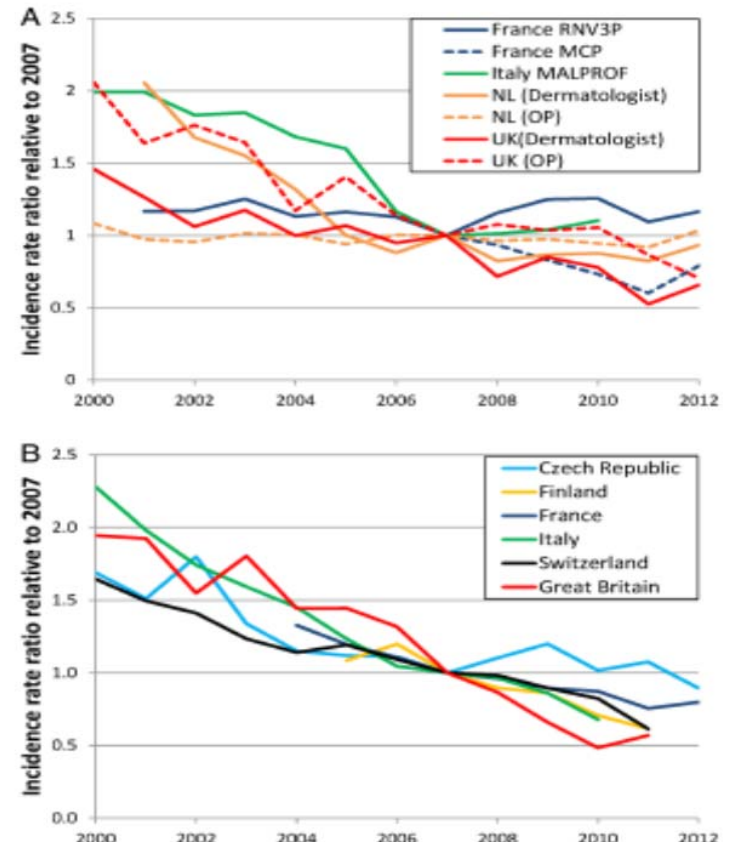 A
2.5
2
1.5
1
0.5
0
Incidence rate ratio relative to 2007
France RNV3P
France MCP
Italy MALPROF
NL (Dermatologist)
NL (OP)
UK(Dermatologist)
UK (OP)
2000 2002 2004 2006 2008 2010 2012
B
2.5
2.0
1.5
1.0
0.5
0.0
Incidence rate ratio relative to 2007
Czech Republic
Finland
France
Italy
Switzerland
Great Britain
2000 2002 2004 2006 2008 2010 2012